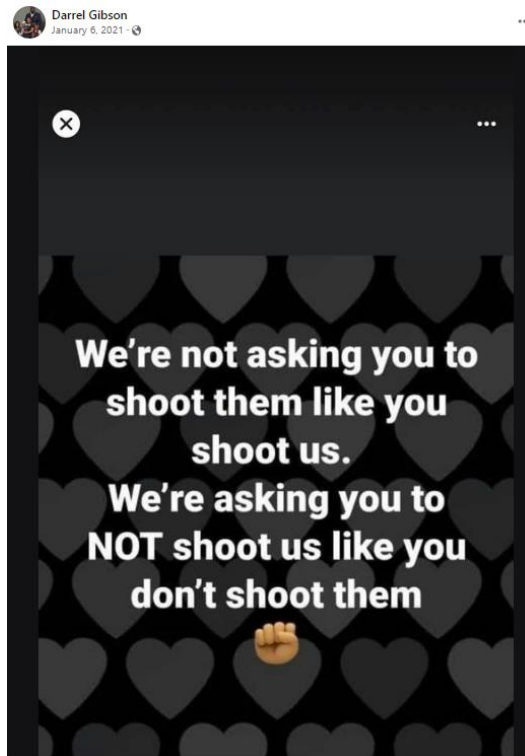 Darrel Gibson
January 6, 2021 ·
We're not asking you to
shoot them like you
shoot us.
We're asking you to
NOT shoot us like you
don't shoot them